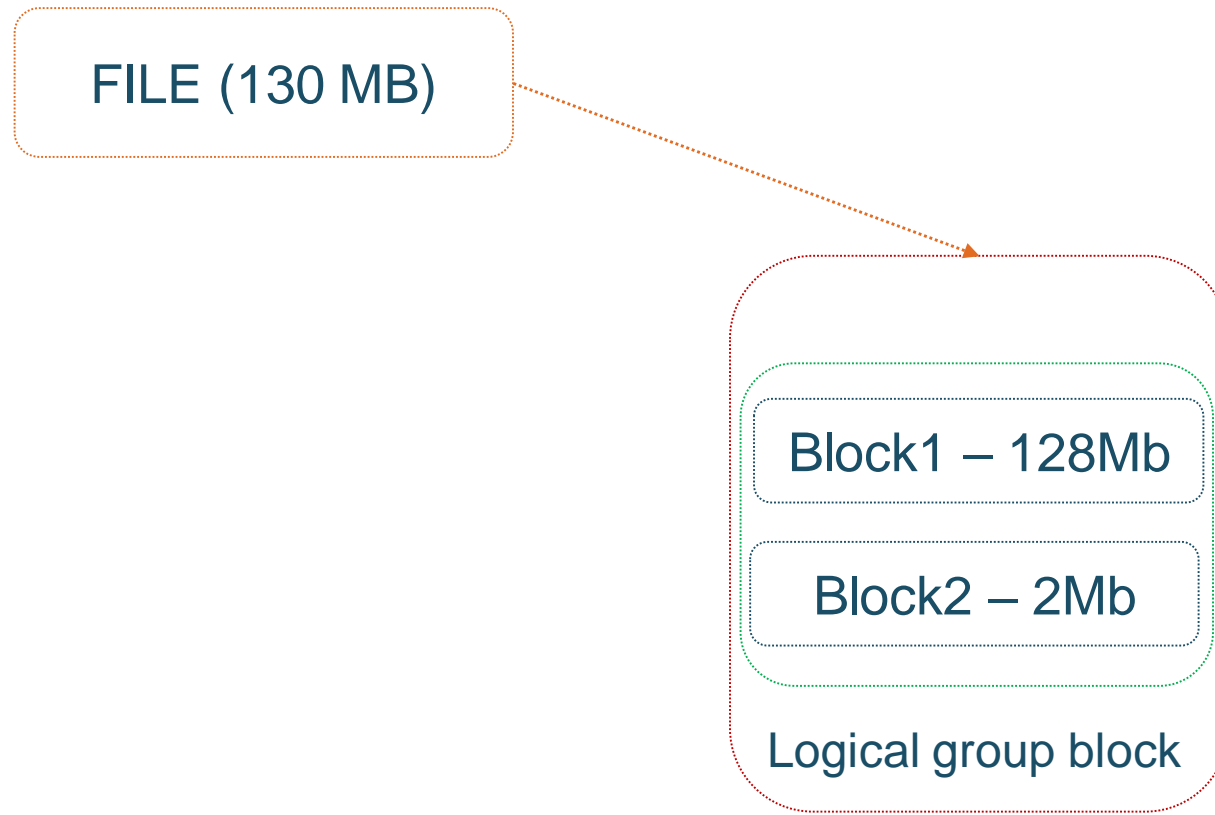 FILE (130 MB)
Block1 – 128Mb
Block2 – 2Mb
Logical group block